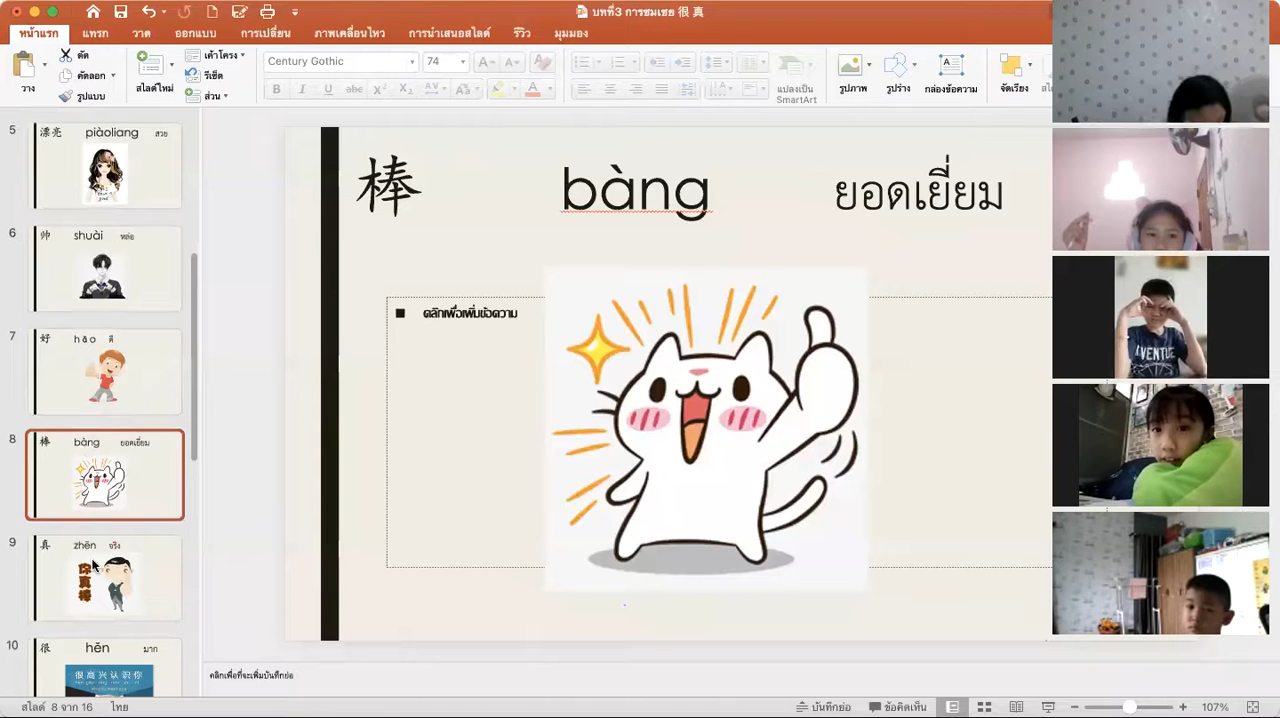 บทที่3 การชมเชย 很 真
หน้าแรก แทรก วาด ออกแบบ การเปลี่ยน ภาพเคลื่อนไหว การนำเสนอสไลด์ รีวิว มุมมอง
วาง
ตัด
คัดลอก
รูปแบบ
สไลด์ใหม่
เค้าโครง
รีเซ็ต
ส่วน
Century Gothic 74
แปลงเป็น
SmartArt
รูปภาพ
รูปร่าง
กล่องข้อความ
จัดเรียง
5 漂亮 piàoliang สวย
6 帅 shuài หล่อ
7 好 hǎo ดี
8 棒 bàng ยอดเยี่ยม
9 真 zhēn จริง
你真棒
10 很 hěn มาก
很高兴认识你
棒 bàng ยอดเยี่ยม
คลิกเพื่อเพิ่มข้อความ
คลิกเพื่อที่จะเพิ่มบันทึกย่อ
สไลด์ 8 จาก 16 ไทย บันทึกย่อ ข้อคิดเห็น 107%